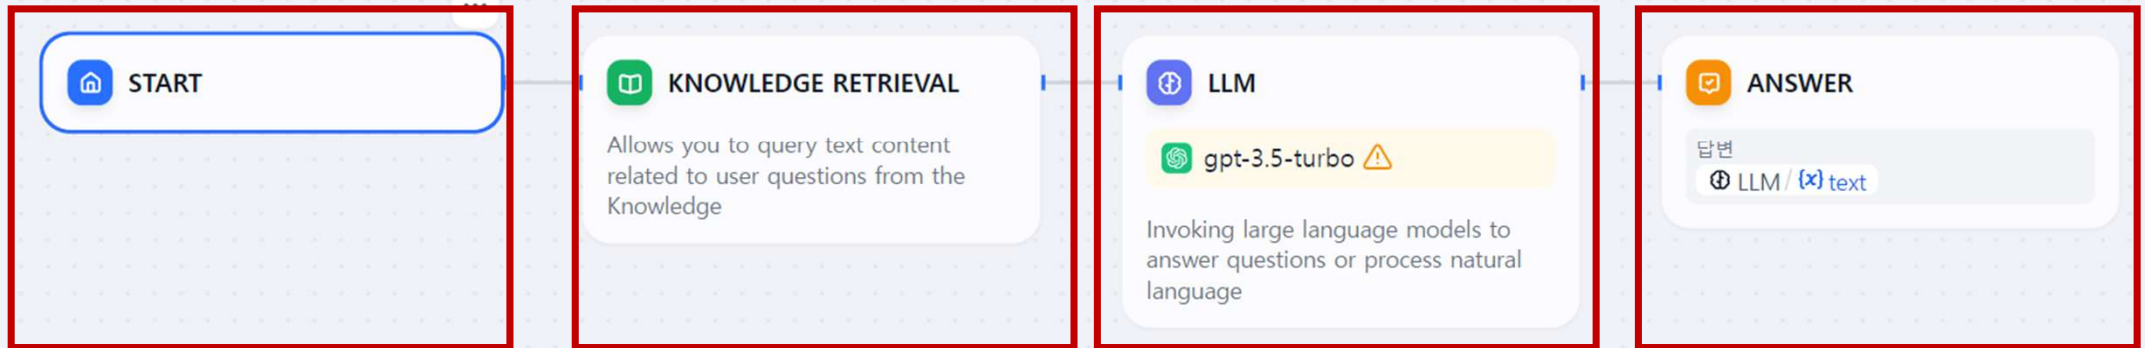 START
KNOWLEDGE RETRIEVAL
Allows you to query text content
related to user questions from the
Knowledge
LLM
gpt-3.5-turbo
Invoking large language models to
answer questions or process natural
language
ANSWER
답변
LLM / {x} text